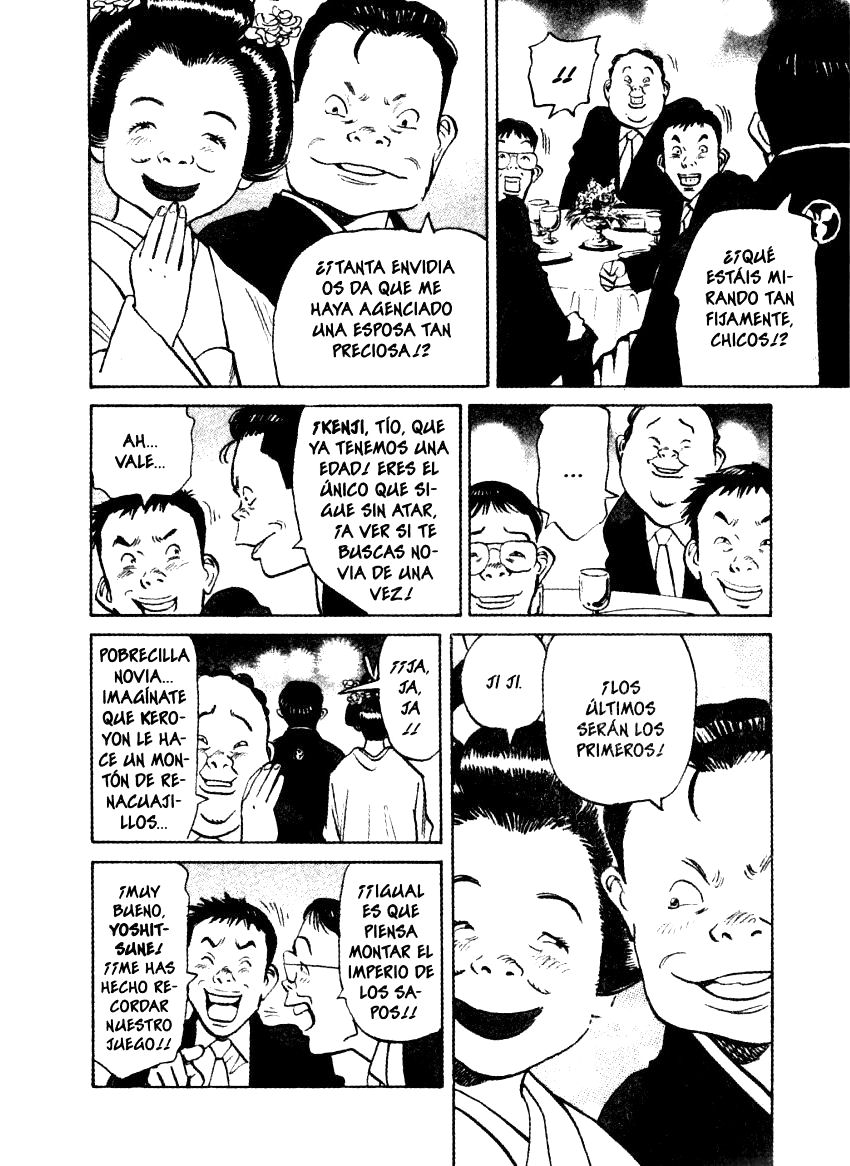 !!
¿¡QUÉ
ESTÁIS MI-
RANDO TAN
FIJAMENTE,
CHICOS!?
¿¡TANTA ENVIDIA
OS DA QUE ME
HAYA AGENCIADO
UNA ESPOSA TAN
PRECIOSA!?
...
¡KENJI, TÍO, QUE
YA TENEMOS UNA
EDAD! ERES EL
ÚNICO QUE SI-
GUE SIN ATAR,
¡A VER SI TE
BUSCAS NO-
VIA DE UNA
VEZ!
AH...
VALE...
¡LOS
ÚLTIMOS
SERÁN LOS
PRIMEROS!
JI JI.
¡¡JA,
JA,
JA
!!
POBRECILLA
NOVIA...
IMAGÍNATE
QUE KERO-
YON LE HA-
CE UN MON-
TÓN DE RE-
NACUAJI-
LLOS...
¡¡IGUAL
ES QUE
PIENSA
MONTAR EL
IMPERIO DE
LOS SA-
POS!!
¡MUY
BUENO,
YOSHIT-
SUNE!
¡¡ME HAS
HECHO RE-
CORDAR
NUESTRO
JUEGO!!